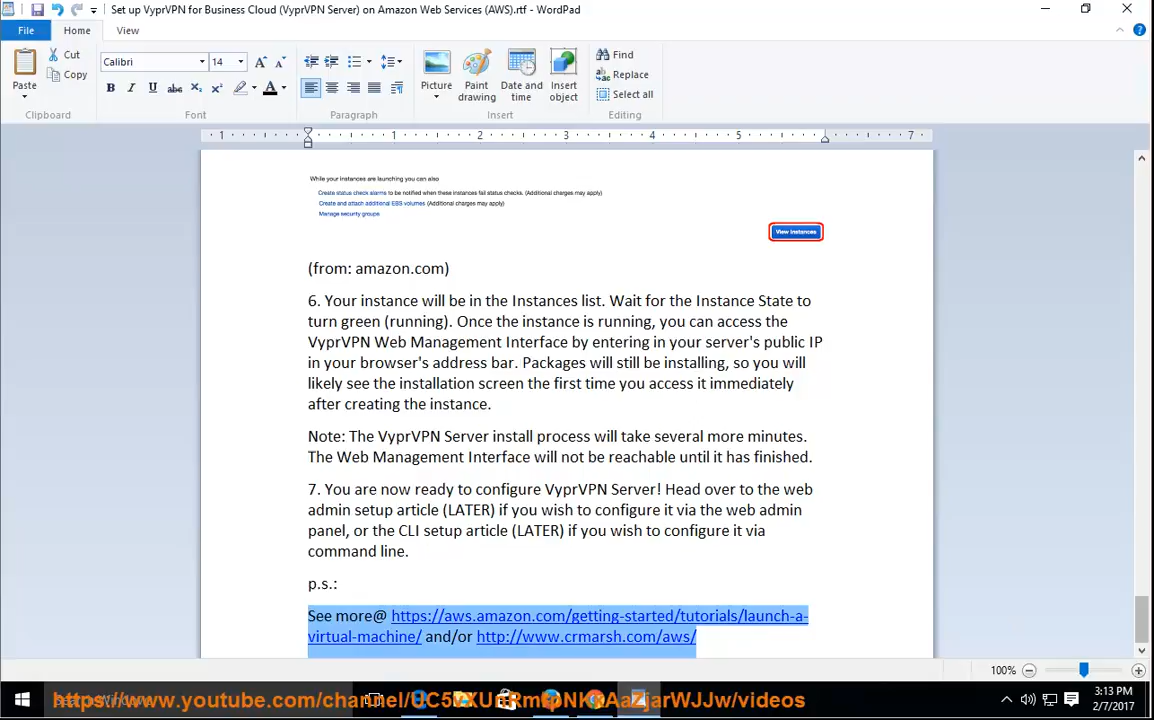 Set up VyprVPN for Business Cloud (VyprVPN Server) on Amazon Web Services (AWS).rtf - WordPad
File Home View
Paste Cut Copy
Clipboard
Calibri 14
B I U abc X₂ X² A
Font
Paragraph
Picture Paint drawing Date and time Insert object
Insert
Find
Replace
Select all
Editing
1 1 2 3 4 5 7
While your instances are launching you can also
Create status check alarms to be notified when these instances fail status checks. (Additional charges may apply)
Create and attach additional EBS volumes (Additional charges may apply)
Manage security groups
View Instances
(from: amazon.com)
6. Your instance will be in the Instances list. Wait for the Instance State to
turn green (running). Once the instance is running, you can access the
VyprVPN Web Management Interface by entering in your server's public IP
in your browser's address bar. Packages will still be installing, so you will
likely see the installation screen the first time you access it immediately
after creating the instance.
Note: The VyprVPN Server install process will take several more minutes.
The Web Management Interface will not be reachable until it has finished.
7. You are now ready to configure VyprVPN Server! Head over to the web
admin setup article (LATER) if you wish to configure it via the web admin
panel, or the CLI setup article (LATER) if you wish to configure it via
command line.
p.s.:
See more@ https://aws.amazon.com/getting-started/tutorials/launch-a-
virtual-machine/ and/or http://www.crmarsh.com/aws/
100%
3:13 PM
2/7/2017